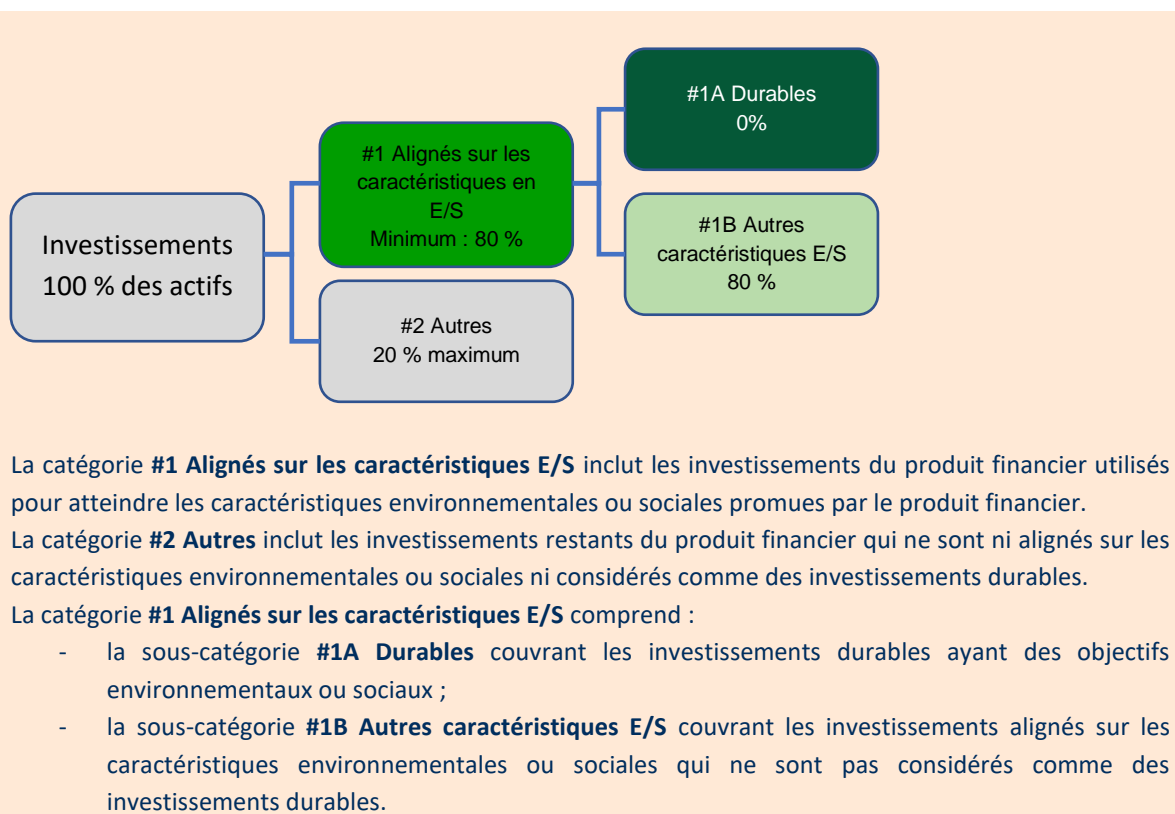 #1A Durables
0%
#1 Alignés sur les
caractéristiques en
E/S
Minimum : 80 %
#1B Autres
caractéristiques E/S
80 %
Investissements
100 % des actifs
#2 Autres
20 % maximum
La catégorie #1 Alignés sur les caractéristiques E/S inclut les investissements du produit financier utilisés
pour atteindre les caractéristiques environnementales ou sociales promues par le produit financier.
La catégorie #2 Autres inclut les investissements restants du produit financier qui ne sont ni alignés sur les
caractéristiques environnementales ou sociales ni considérés comme des investissements durables.
La catégorie #1 Alignés sur les caractéristiques E/S comprend :
- la sous-catégorie #1A Durables couvrant les investissements durables ayant des objectifs
environnementaux ou sociaux ;
- la sous-catégorie #1B Autres caractéristiques E/S couvrant les investissements alignés sur les
caractéristiques environnementales ou sociales qui ne sont pas considérés comme des
investissements durables.